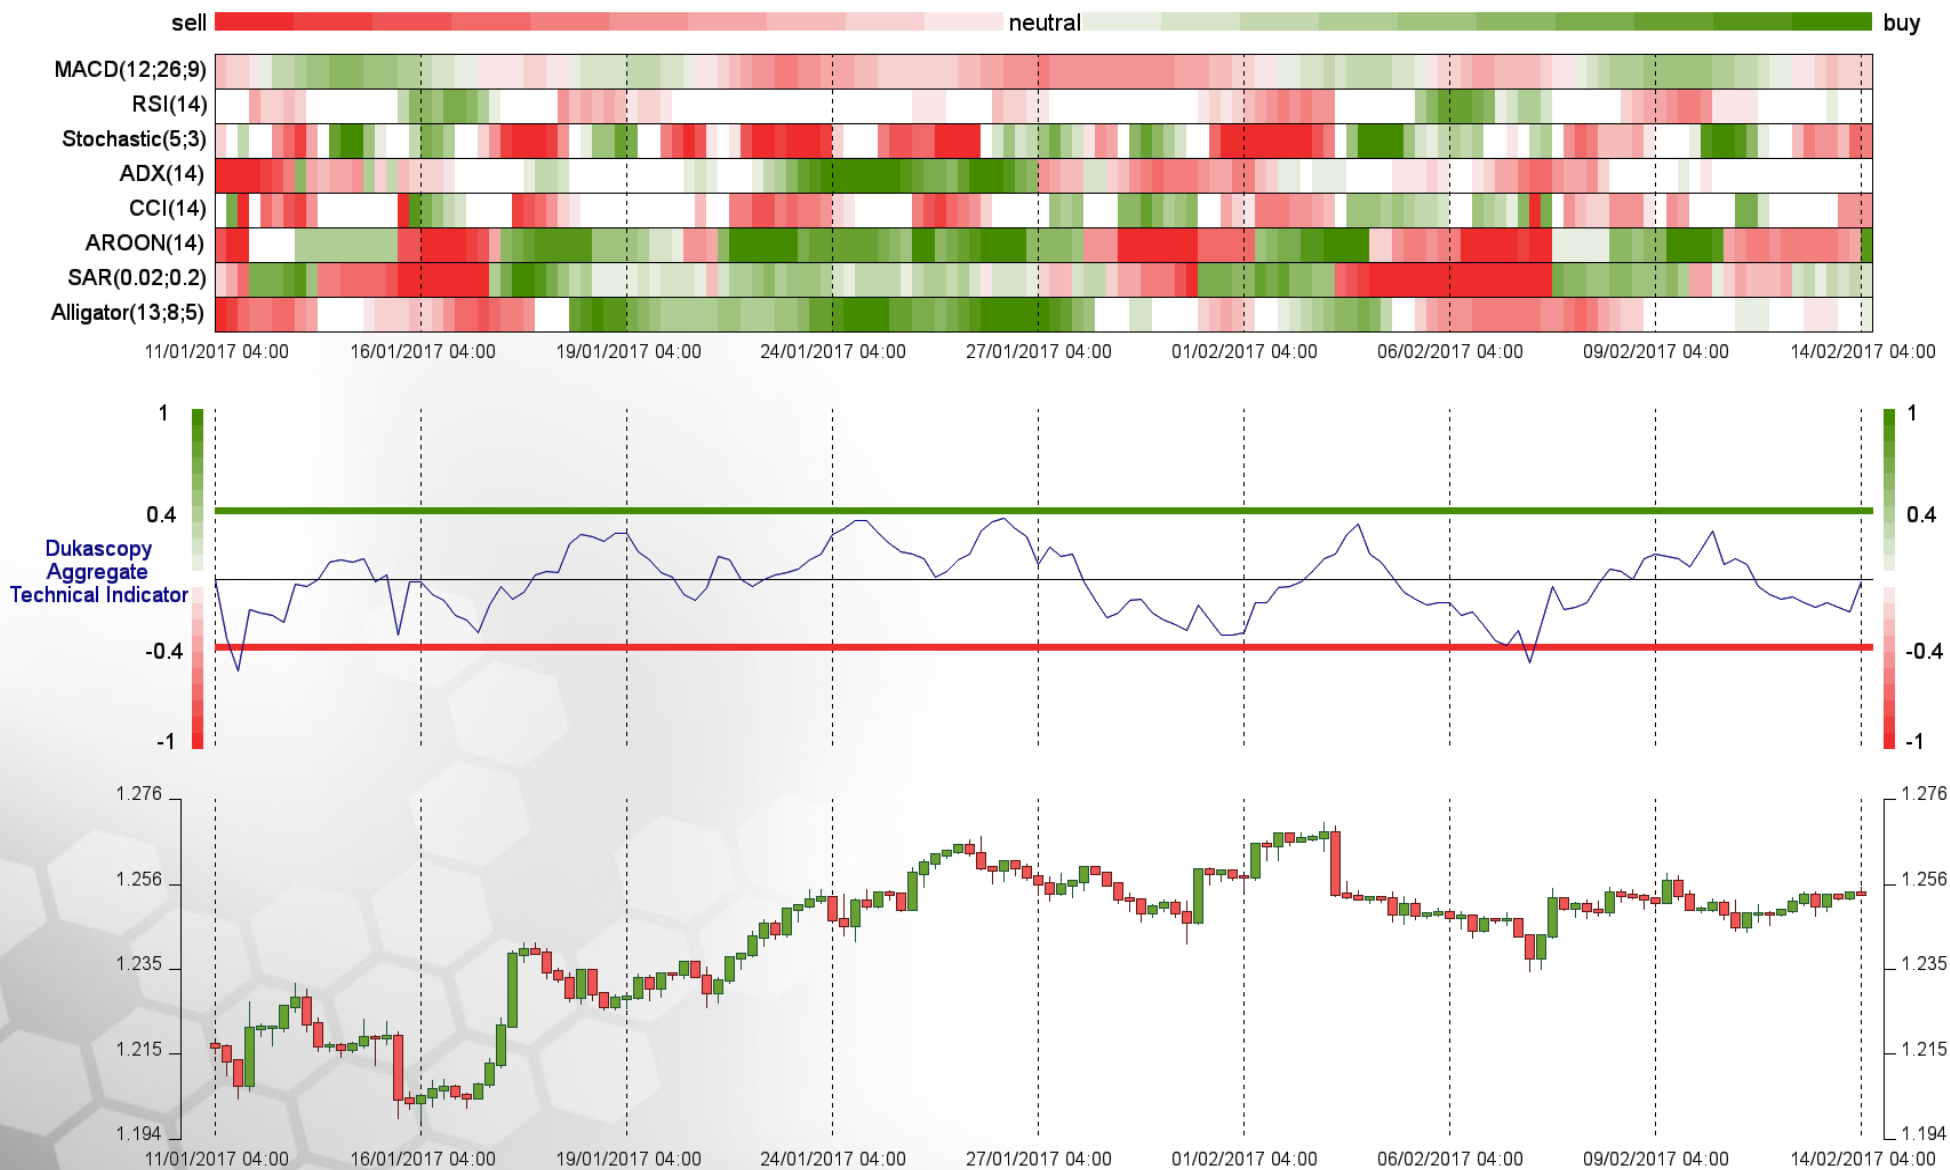 sell neutral buy
MACD(12;26;9)
RSI(14)
Stochastic(5;3)
ADX(14)
CCI(14)
AROON(14)
SAR(0.02;0.2)
Alligator(13;8;5)
11/01/2017 04:00 16/01/2017 04:00 19/01/2017 04:00 24/01/2017 04:00 27/01/2017 04:00 01/02/2017 04:00 06/02/2017 04:00 09/02/2017 04:00 14/02/2017 04:00
1 1
0.4 0.4
Dukascopy
Aggregate
Technical Indicator
-0.4 -0.4
-1 -1
1.276 1.276
1.256 1.256
1.235 1.235
1.215 1.215
1.194 1.194
11/01/2017 04:00 16/01/2017 04:00 19/01/2017 04:00 24/01/2017 04:00 27/01/2017 04:00 01/02/2017 04:00 06/02/2017 04:00 09/02/2017 04:00 14/02/2017 04:00